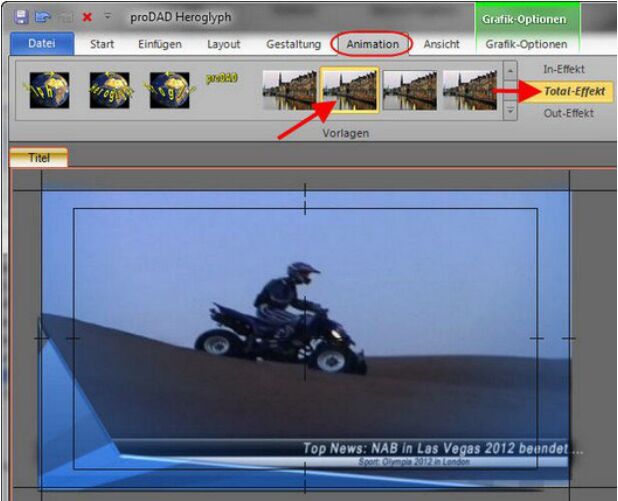 proDAD Heroglyph
Grafik-Optionen
Datei Start Einfügen Layout Gestaltung Animation Ansicht Grafik-Optionen
proDAD
In-Effekt
Total-Effekt
Out-Effekt
Vorlagen
Titel
Top News: NAB in Las Vegas 2012 beendet...
Sport: Olympia 2012 in London